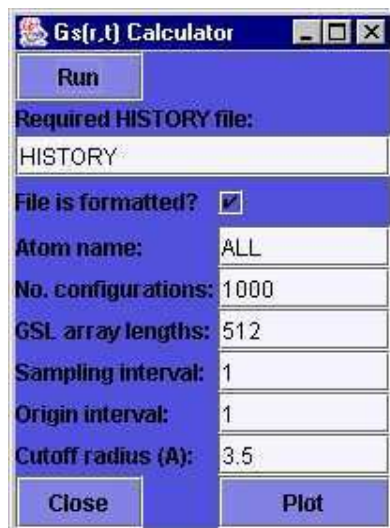 Gs(r,t) Calculator
Run
Required HISTORY file:
HISTORY
File is formatted?
Atom name: ALL
No. configurations: 1000
GSL array lengths: 512
Sampling interval: 1
Origin interval: 1
Cutoff radius (A): 3.5
Close Plot